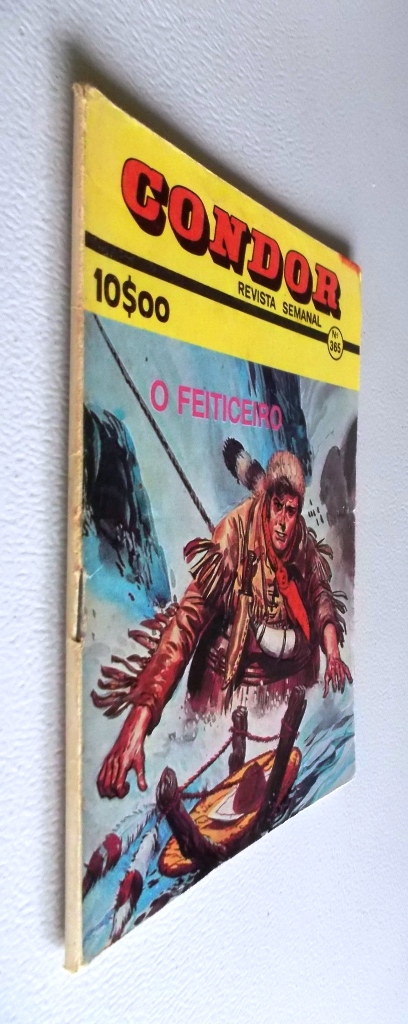 CONDOR
REVISTA SEMANAL
Nº 365
10$00
O FEITICEIRO